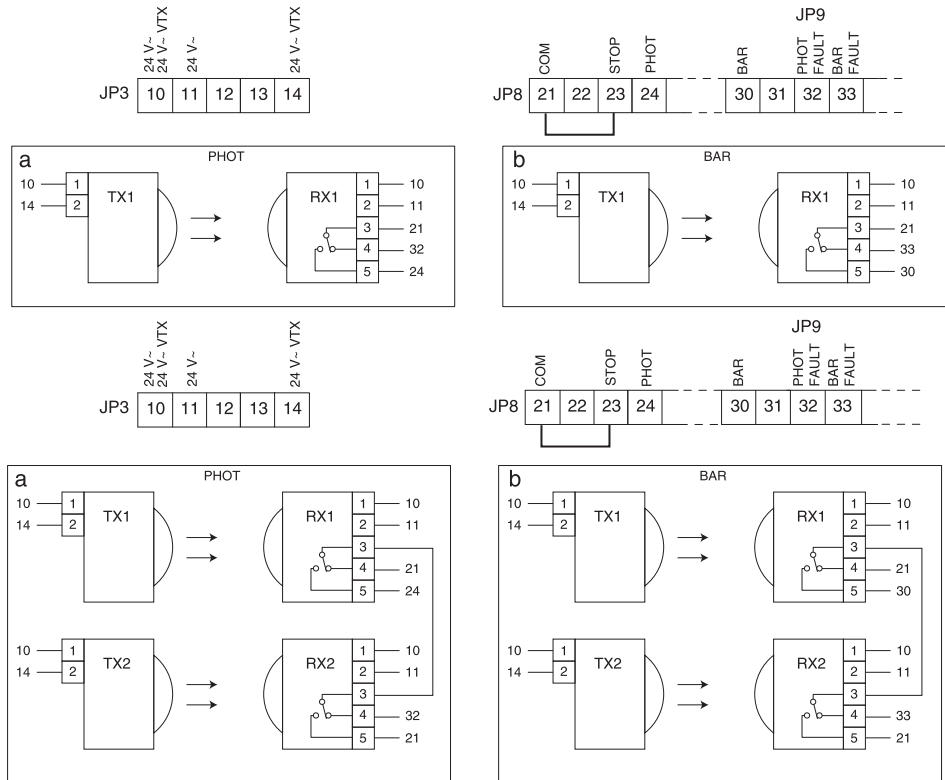 24 V~
24 V~ VTX
24 V~
24 V~ VTX
JP3 10 11 12 13 14
JP9
COM STOP PHOT BAR PHOT FAULT BAR FAULT
JP8 21 22 23 24 30 31 32 33
a PHOT
10 1 TX1 RX1 1 10
14 2 2 11
3 21
4 32
5 24
b BAR
10 1 TX1 RX1 1 10
14 2 2 11
3 21
4 33
5 30
24 V~
24 V~ VTX
24 V~
24 V~ VTX
JP3 10 11 12 13 14
JP9
COM STOP PHOT BAR PHOT FAULT BAR FAULT
JP8 21 22 23 24 30 31 32 33
a PHOT
10 1 TX1 RX1 1 10
14 2 2 11
3
4 21
5 24
10 1 TX2 RX2 1 10
14 2 2 11
3
4 32
5 21
b BAR
10 1 TX1 RX1 1 10
14 2 2 11
3
4 21
5 30
10 1 TX2 RX2 1 10
14 2 2 11
3
4 33
5 21